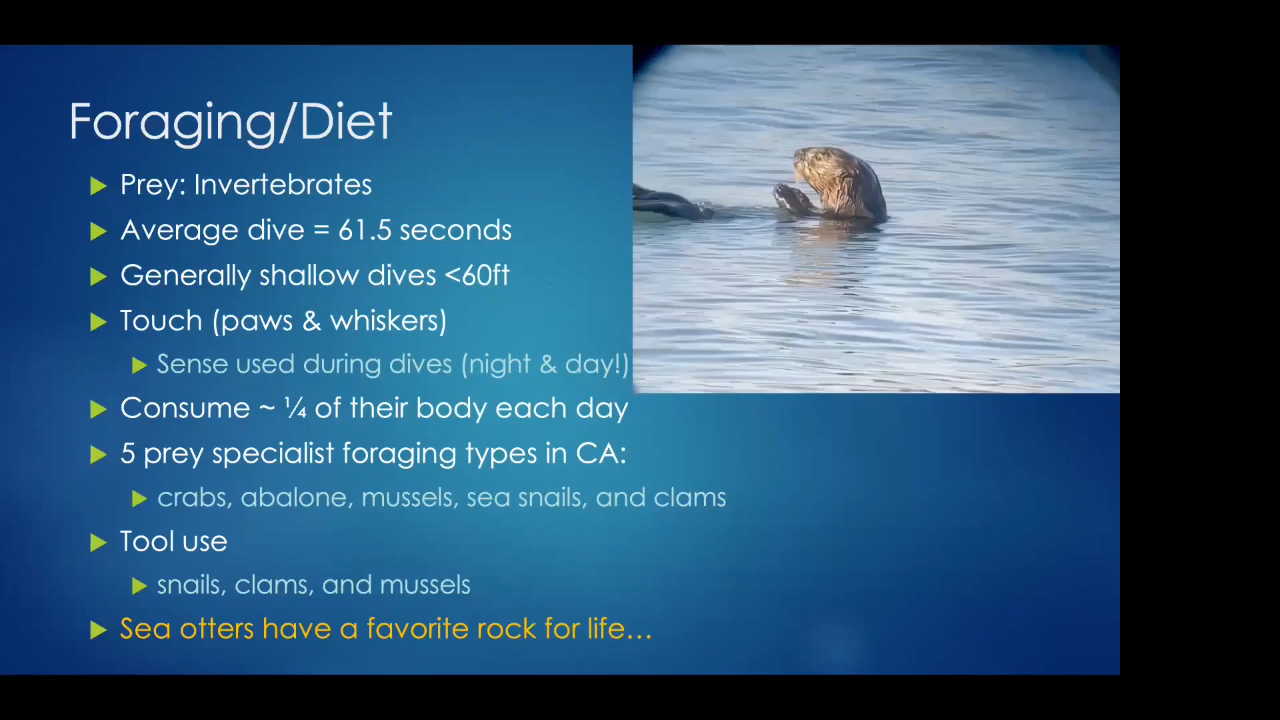 Foraging/Diet
Prey: Invertebrates
Average dive = 61.5 seconds
Generally shallow dives <60ft
Touch (paws & whiskers)
Sense used during dives (night & day!)
Consume ~ ¼ of their body each day
5 prey specialist foraging types in CA:
crabs, abalone, mussels, sea snails, and clams
Tool use
snails, clams, and mussels
Sea otters have a favorite rock for life…